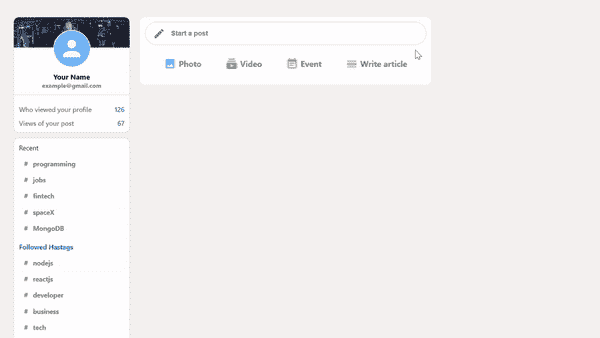 Your Name
example@gmail.com
Who viewed your profile 126
Views of your post 67
Recent
# programming
# jobs
# fintech
# spaceX
# MongoDB
Followed Hastags
# nodejs
# reactjs
# developer
# business
# tech
Start a post
Photo Video Event Write article